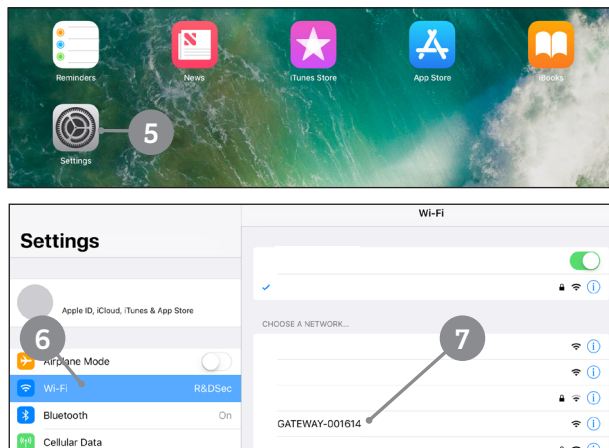 Reminders
News
iTunes Store
App Store
iBooks
5
Settings
Wi-Fi
Settings
Apple ID, iCloud, iTunes & App Store
CHOOSE A NETWORK...
6
7
Airplane Mode
Wi-Fi R&DSec
Bluetooth On
GATEWAY-001614
Cellular Data